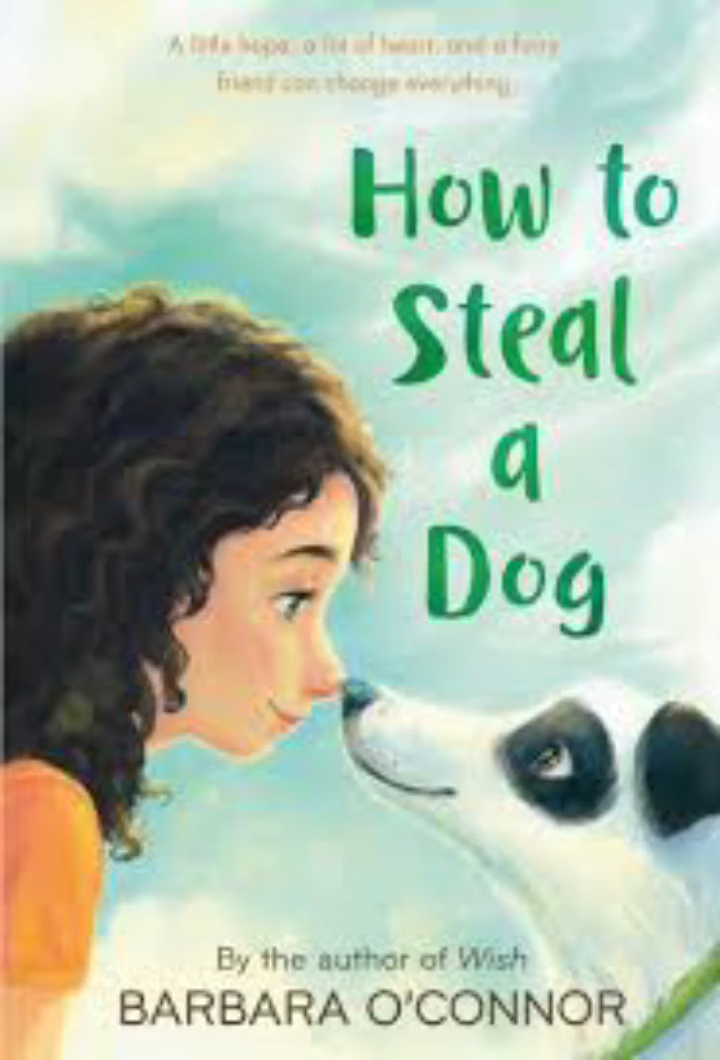 A little hope, a lot of heart, and a furry
friend can change everything.
How to
Steal
a
Dog
By the author of Wish
BARBARA O'CONNOR